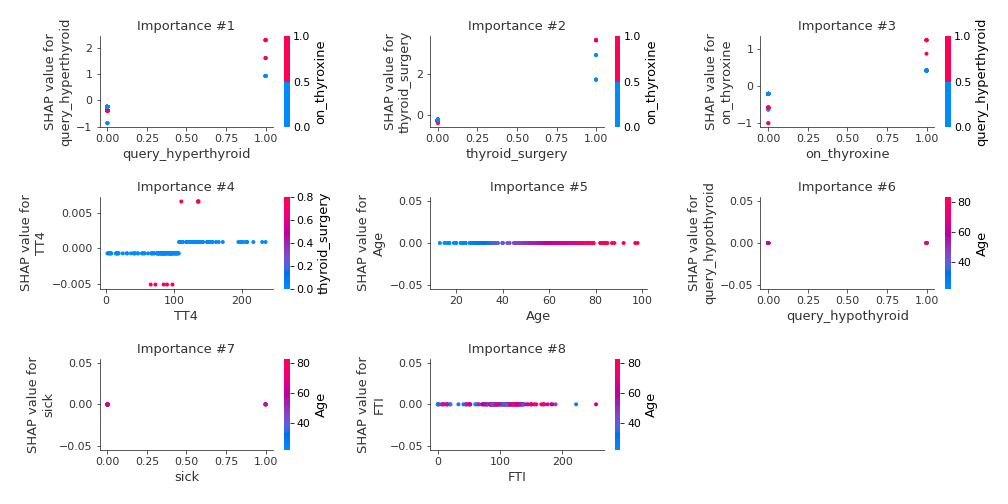 Importance #1
SHAP value for
query_hyperthyroid
2
1
0
−1
0.00
0.25
0.50
0.75
1.00
query_hyperthyroid
1.0
0.5
0.0
on_thyroxine
Importance #2
SHAP value for
thyroid_surgery
2
0
0.00
0.25
0.50
0.75
1.00
thyroid_surgery
1.0
0.5
0.0
on_thyroxine
Importance #3
SHAP value for
on_thyroxine
1
0
−1
0.00
0.25
0.50
0.75
1.00
on_thyroxine
1.0
0.5
0.0
query_hyperthyroid
Importance #4
SHAP value for
TT4
0.005
0.000
−0.005
0
100
200
TT4
0.8
0.6
0.4
0.2
0.0
thyroid_surgery
Importance #5
SHAP value for
Age
0.05
0.00
−0.05
20
40
60
80
100
Age
Importance #6
SHAP value for
query_hypothyroid
0.05
0.00
−0.05
0.00
0.25
0.50
0.75
1.00
query_hypothyroid
80
60
40
Age
Importance #7
SHAP value for
sick
0.05
0.00
−0.05
0.00
0.25
0.50
0.75
1.00
sick
80
60
40
Age
Importance #8
SHAP value for
FTI
0.05
0.00
−0.05
0
100
200
FTI
80
60
40
Age